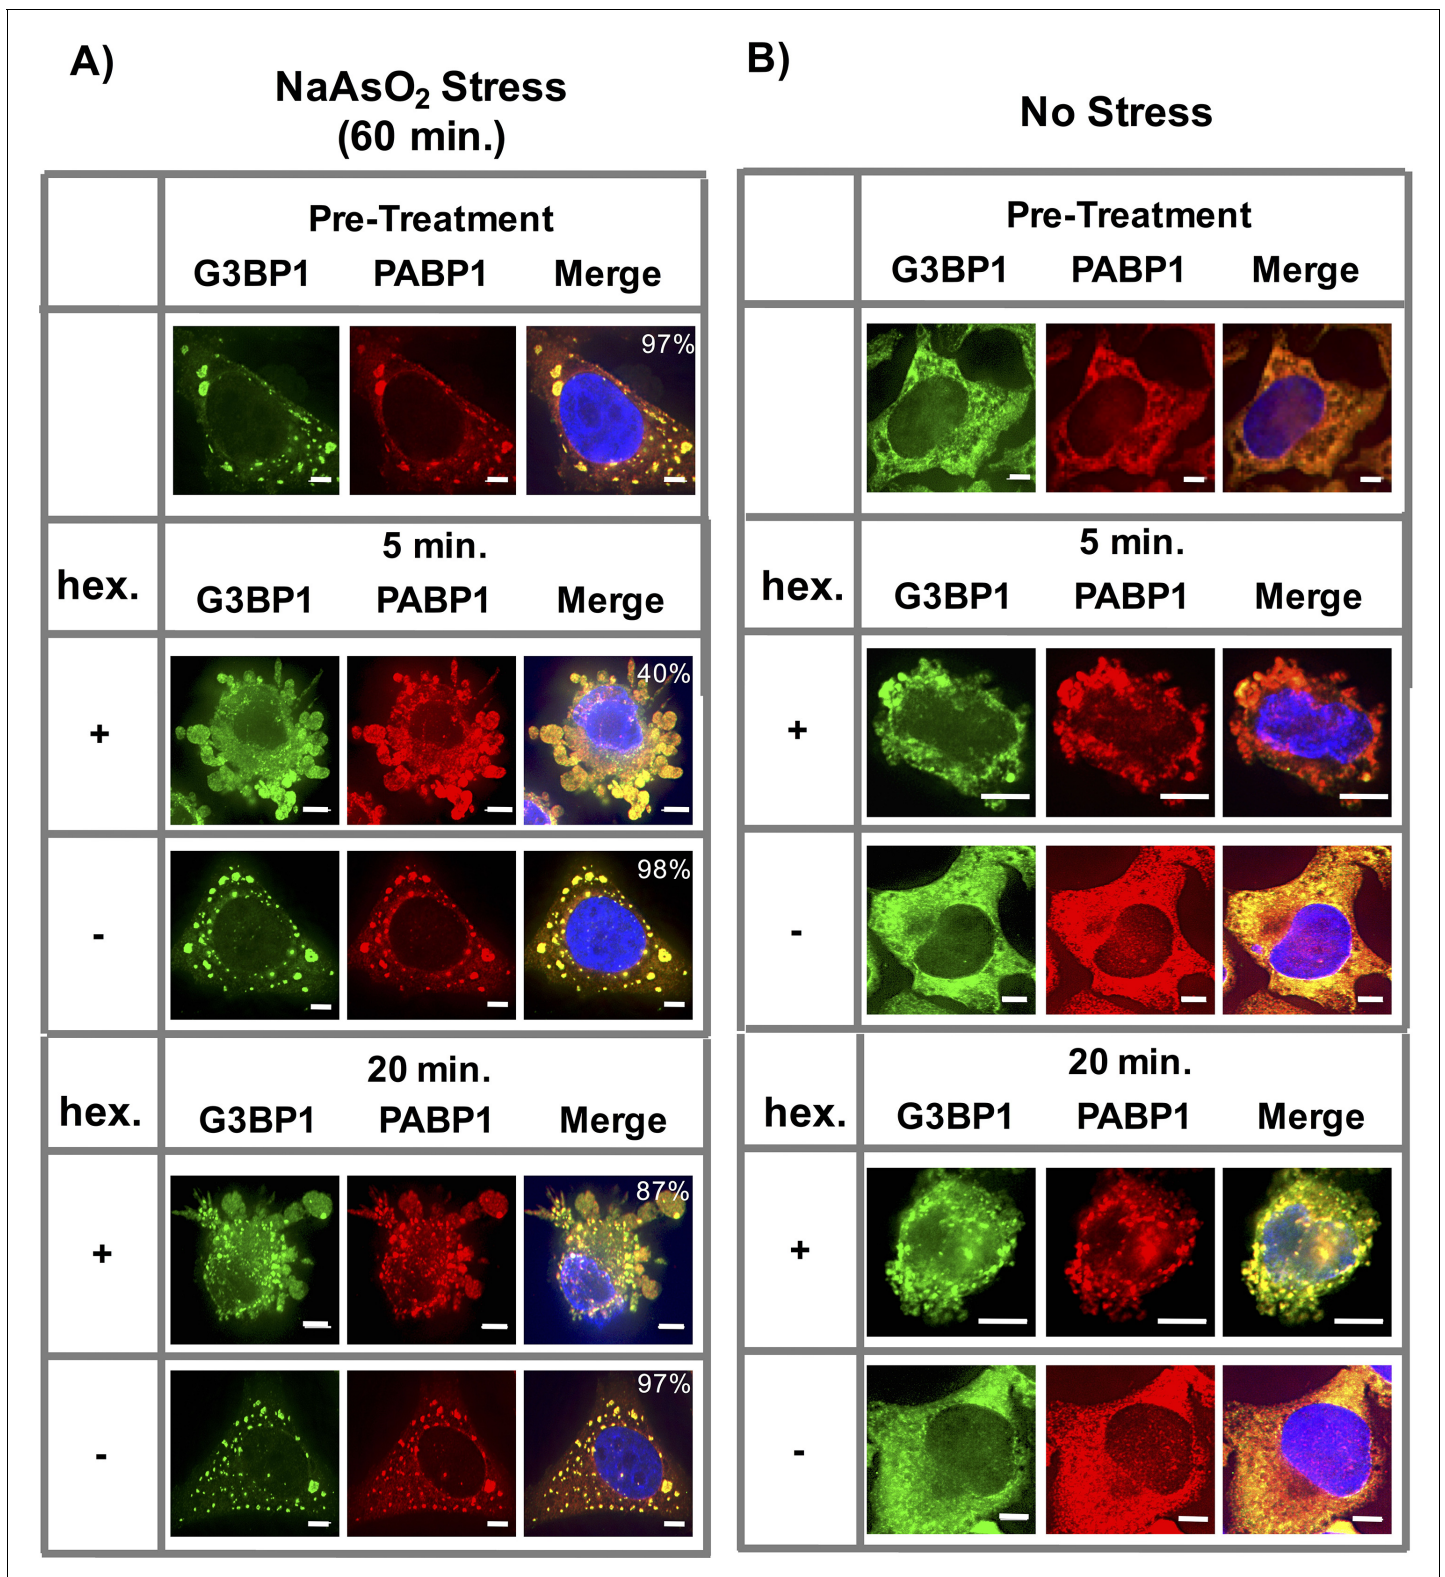 A)
NaAsO₂ Stress
(60 min.)
Pre-Treatment
G3BP1 PABP1 Merge
97%
5 min.
hex. G3BP1 PABP1 Merge
+ 40%
- 98%
20 min.
hex. G3BP1 PABP1 Merge
+ 87%
- 97%
B)
No Stress
Pre-Treatment
G3BP1 PABP1 Merge
5 min.
hex. G3BP1 PABP1 Merge
+
-
20 min.
hex. G3BP1 PABP1 Merge
+
-